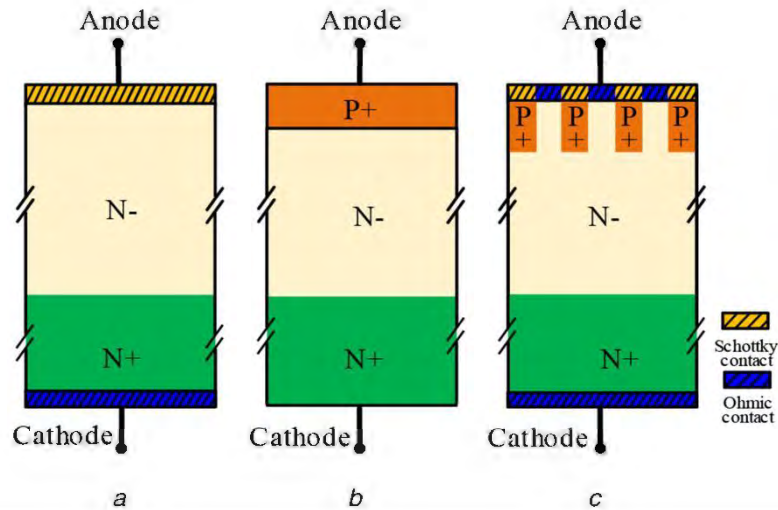 Anode Anode Anode
P+ P + P + P + P +
N- N- N-
N+ N+ N+
Schottky
contact
Ohmic
contact
Cathode Cathode Cathode
a b c